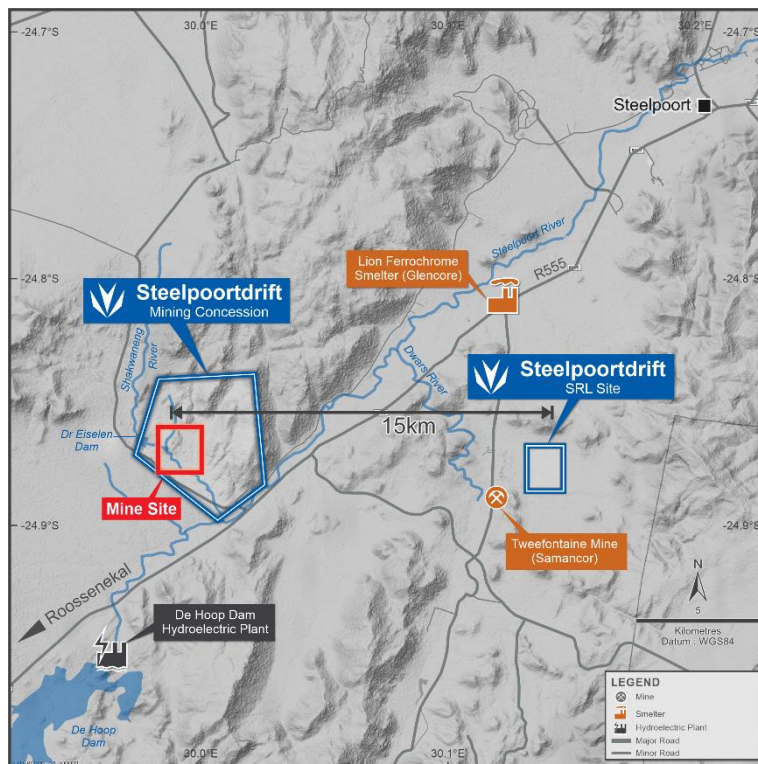 -24.7°S
30.0°E
30.2°E
-24.7°S
Steelpoort
Steelpoort River
Lion Ferrochrome
Smelter (Glencore)
R555
-24.8°S
-24.8°S
Steelpoortdrift
Mining Concession
Shakwaneng
River
Dwars River
Steelpoortdrift
SRL Site
15km
Dr Eiselen
Dam
Mine Site
-24.9°S
-24.9°S
Tweefontaine Mine
(Samancor)
Roossenekal
De Hoop Dam
Hydroelectric Plant
N
5
Kilometres
Datum : WGS84
De Hoop
Dam
30.0°E
30.1°E
LEGEND
Mine
Smelter
Hydroelectric Plant
Major Road
Minor Road